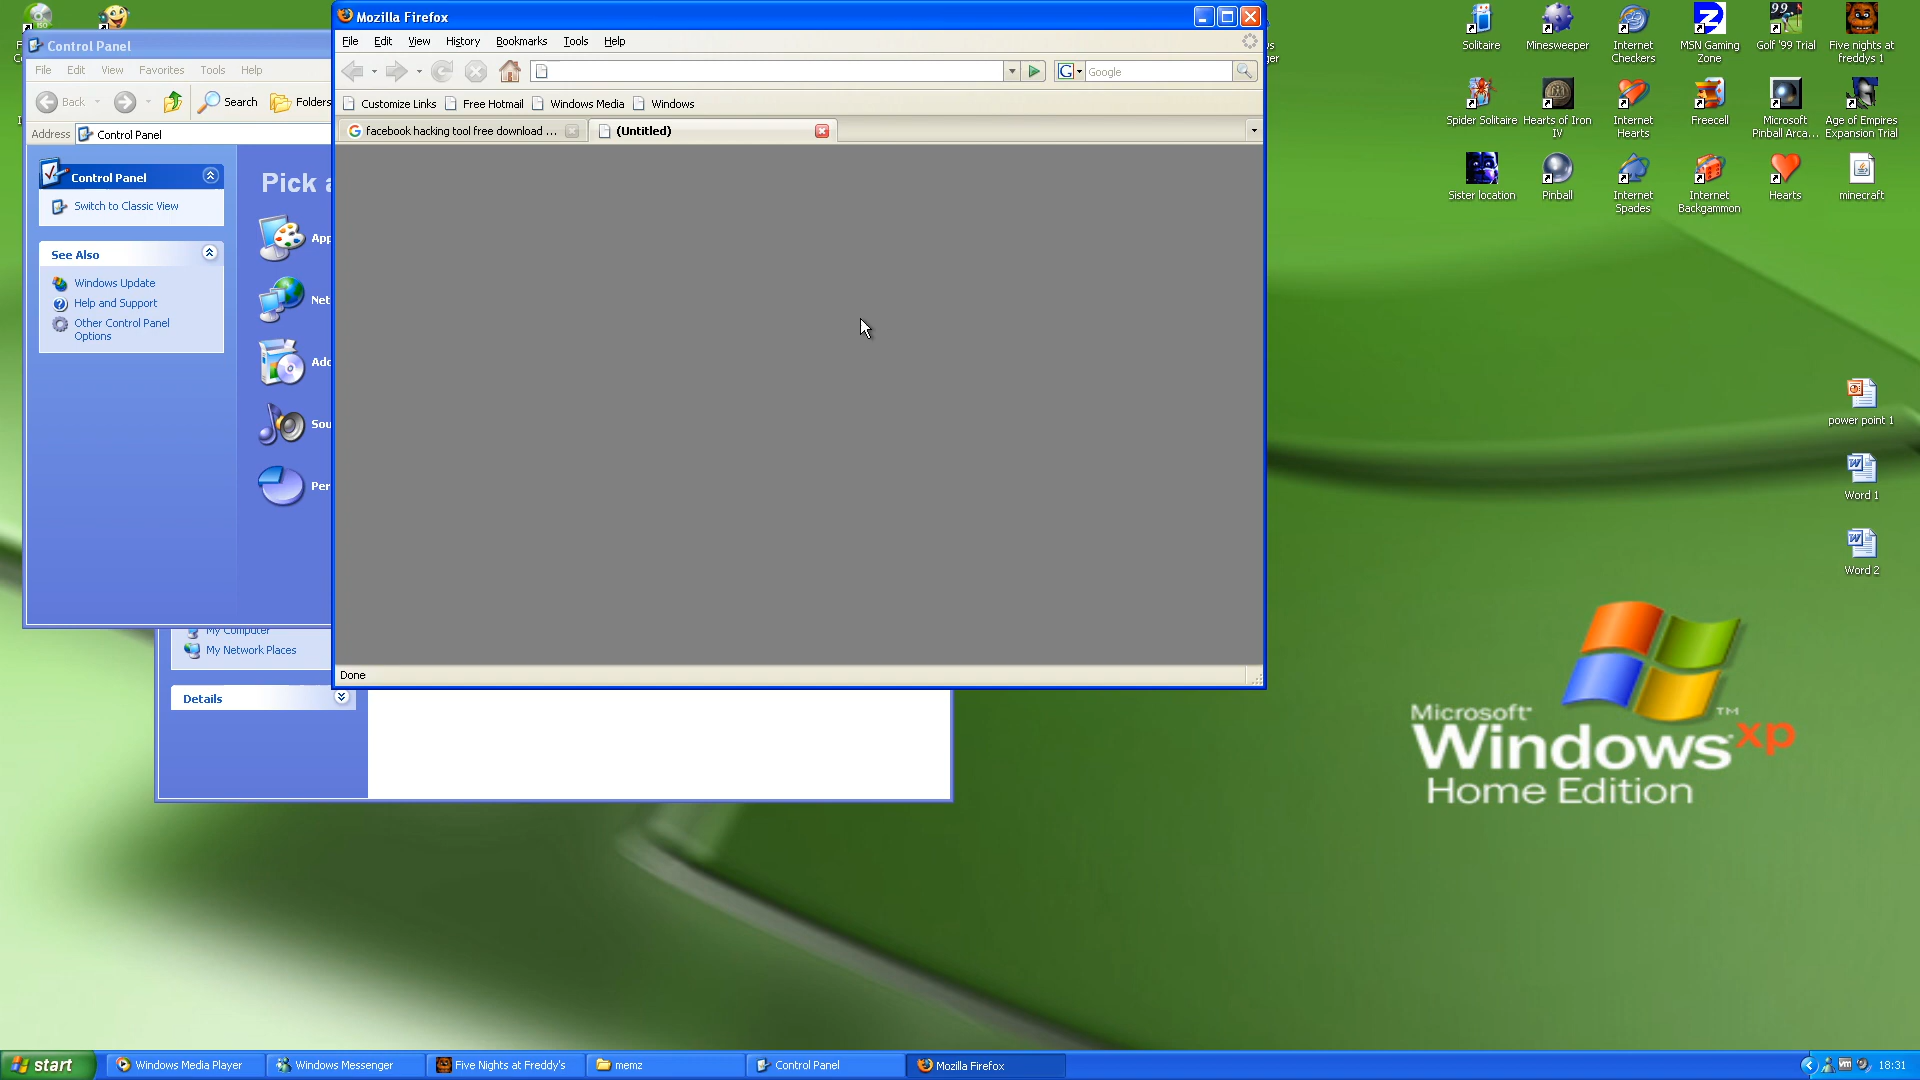 Control Panel
File Edit View Favorites Tools Help
Back Search Folders
Address Control Panel
Control Panel
Switch to Classic View
See Also
Windows Update
Help and Support
Other Control Panel
Options
Pick a
App
Net
Add
Sou
Per
Mozilla Firefox
File Edit View History Bookmarks Tools Help
Google
Customize Links Free Hotmail Windows Media Windows
facebook hacking tool free download ... (Untitled)
Done
My Computer
My Network Places
Details
Solitaire
Minesweeper
Internet
Checkers
MSN Gaming
Zone
Golf '99 Trial
Five nights at
freddys 1
Spider Solitaire
Hearts of Iron
IV
Internet
Hearts
Freecell
Microsoft
Pinball Arca...
Age of Empires
Expansion Trial
Sister location
Pinball
Internet
Spades
Internet
Backgammon
Hearts
minecraft
power point 1
Word 1
Word 2
Microsoft
Windows xp
Home Edition
start
Windows Media Player
Windows Messenger
Five Nights at Freddy's
memz
Control Panel
Mozilla Firefox
18:31